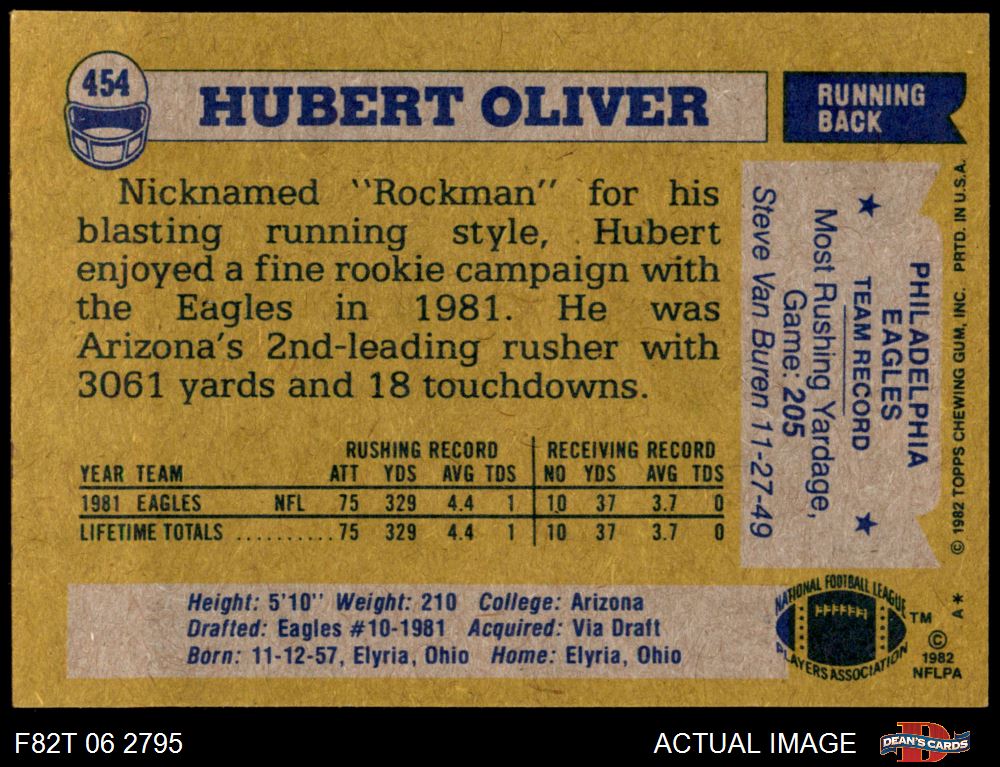 454
HUBERT OLIVER
RUNNING
BACK
Nicknamed "Rockman" for his
blasting running style, Hubert
enjoyed a fine rookie campaign with
the Eagles in 1981. He was
Arizona's 2nd-leading rusher with
3061 yards and 18 touchdowns.
RUSHING RECORD RECEIVING RECORD
YEAR TEAM ATT YDS AVG TDS NO YDS AVG TDS
1981 EAGLES NFL 75 329 4.4 1 10 37 3.7 0
LIFETIME TOTALS .......... 75 329 4.4 1 10 37 3.7 0
Height: 5'10" Weight: 210 College: Arizona
Drafted: Eagles #10-1981 Acquired: Via Draft
Born: 11-12-57, Elyria, Ohio Home: Elyria, Ohio
PHILADELPHIA
EAGLES
★ TEAM RECORD ★
Most Rushing Yardage,
Game: 205
Steve Van Buren 11-27-49
© 1982 TOPPS CHEWING GUM, INC. PRTD. IN U.S.A.
A*
NATIONAL FOOTBALL LEAGUE
PLAYERS ASSOCIATION
TM
©
1982
NFLPA
F82T 06 2795
ACTUAL IMAGE
D
DEAN'S CARDS